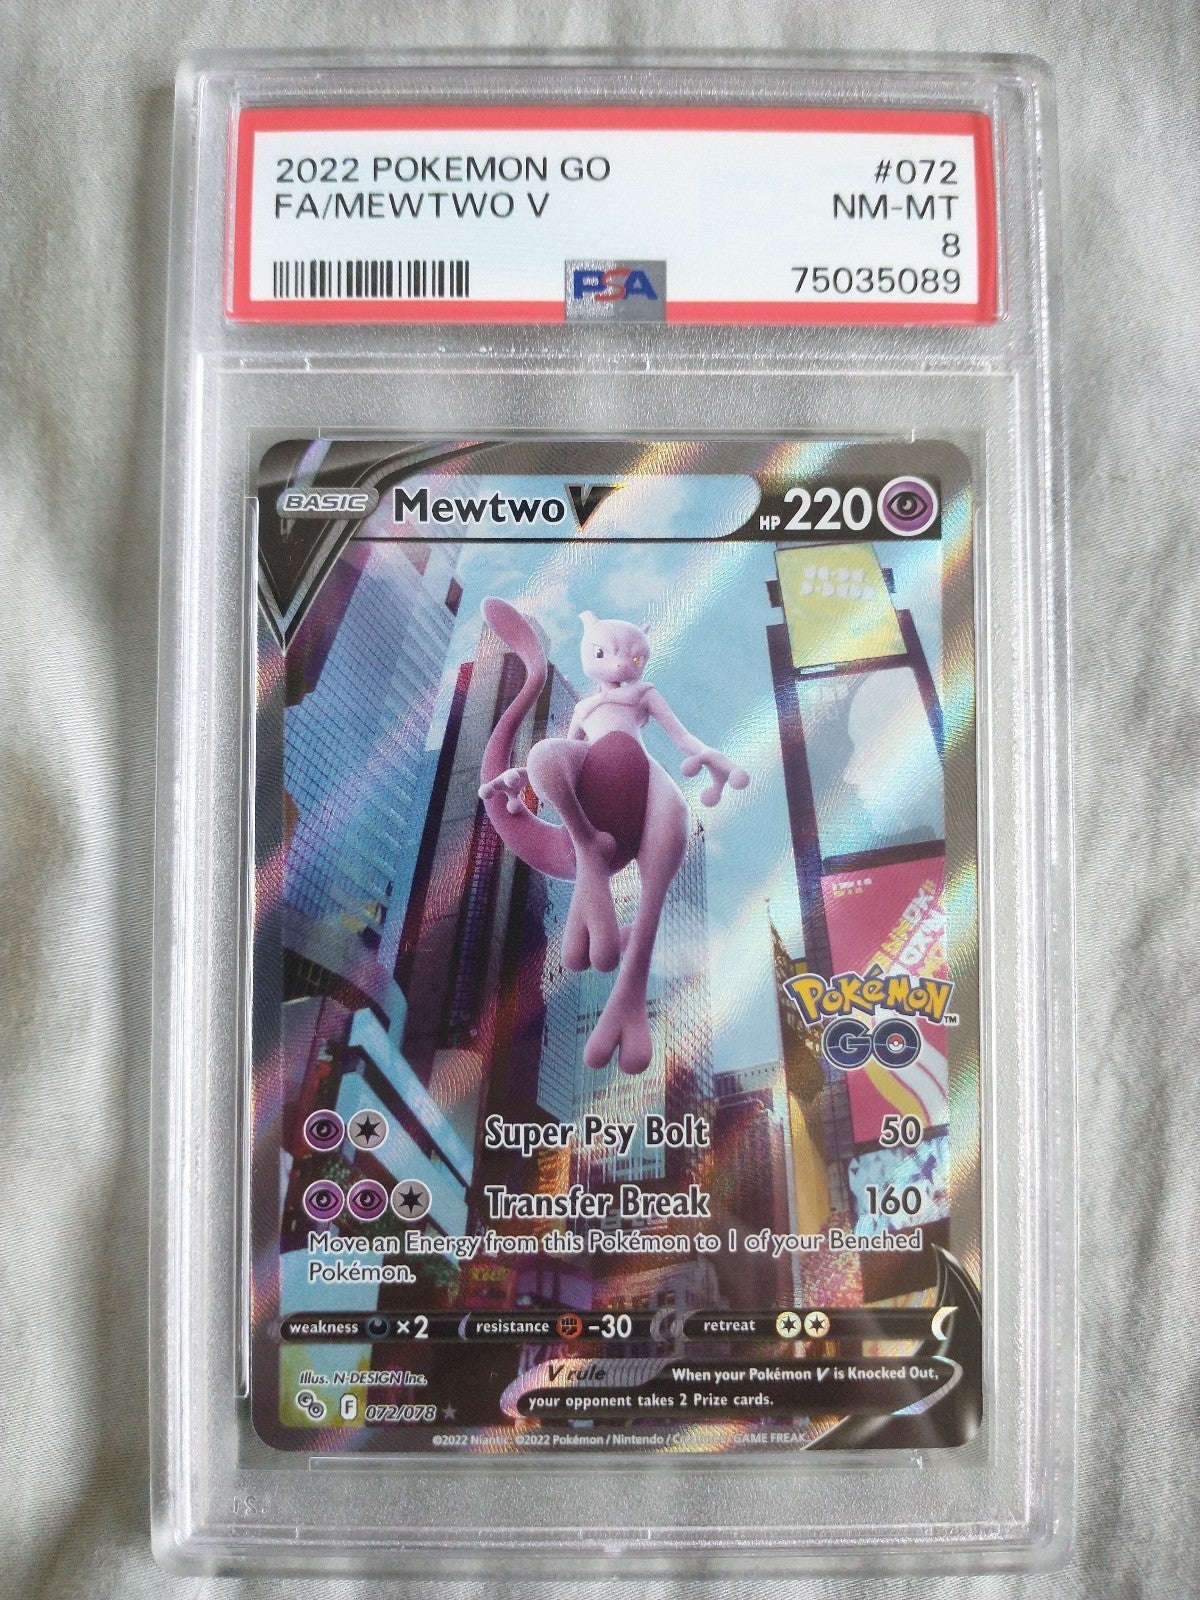 2022 POKEMON GO #072
FA/MEWTWO V NM-MT
8
PSA 75035089
BASIC Mewtwo V HP 220
POKéMON™
GO
Super Psy Bolt 50
Transfer Break 160
Move an Energy from this Pokémon to 1 of your Benched
Pokémon.
weakness ×2 resistance -30 retreat
V rule When your Pokémon V is Knocked Out,
your opponent takes 2 Prize cards.
Illus. N-DESIGN Inc.
GO F 072/078
©2022 Niantic. ©2022 Pokémon / Nintendo / Creatures / GAME FREAK.